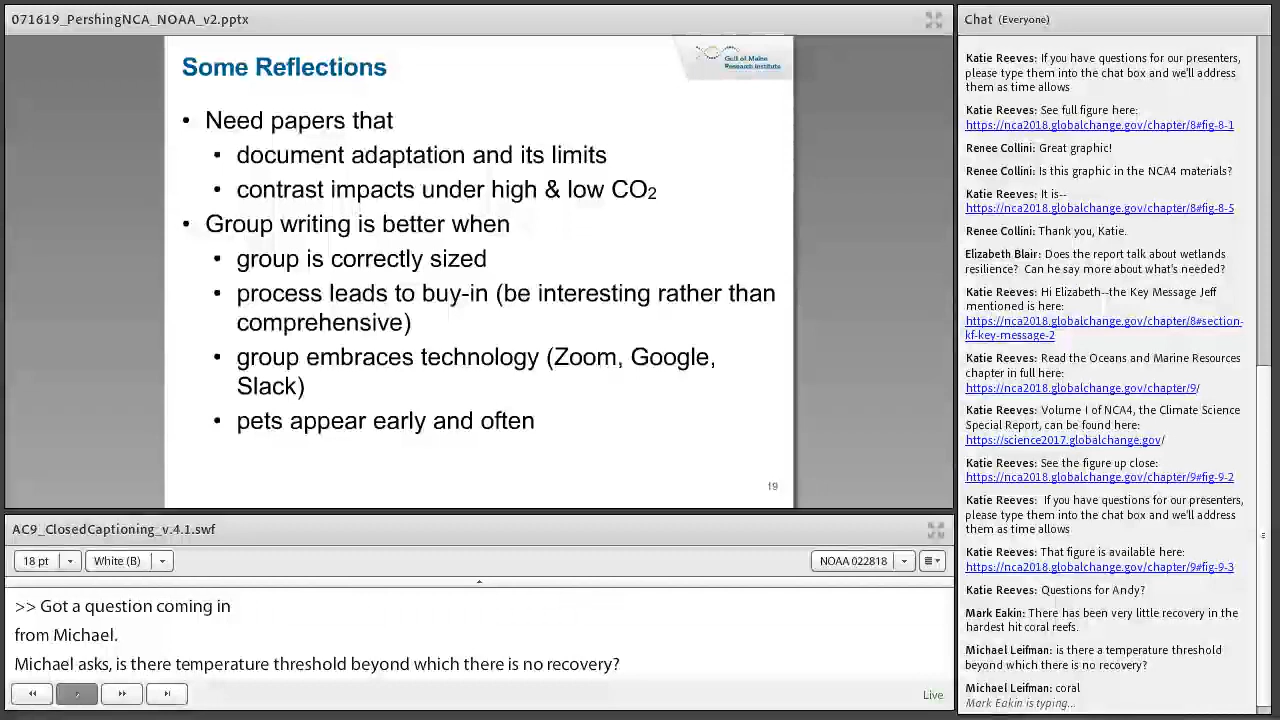 071619_PershingNCA_NOAA_v2.pptx
Some Reflections
Gulf of Maine
Research Institute
• Need papers that
• document adaptation and its limits
• contrast impacts under high & low CO2
• Group writing is better when
• group is correctly sized
• process leads to buy-in (be interesting rather than
comprehensive)
• group embraces technology (Zoom, Google,
Slack)
• pets appear early and often
19
AC9_ClosedCaptioning_v.4.1.swf
18 pt
White (B)
NOAA 022818
>> Got a question coming in
from Michael.
Michael asks, is there temperature threshold beyond which there is no recovery?
Live
Chat (Everyone)
Katie Reeves: If you have questions for our presenters,
please type them into the chat box and we'll address
them as time allows
Katie Reeves: See full figure here:
https://nca2018.globalchange.gov/chapter/8#fig-8-1
Renee Collini: Great graphic!
Renee Collini: Is this graphic in the NCA4 materials?
Katie Reeves: It is--
https://nca2018.globalchange.gov/chapter/8#fig-8-5
Renee Collini: Thank you, Katie.
Elizabeth Blair: Does the report talk about wetlands
resilience? Can he say more about what's needed?
Katie Reeves: Hi Elizabeth--the Key Message Jeff
mentioned is here:
https://nca2018.globalchange.gov/chapter/8#section-
kf-key-message-2
Katie Reeves: Read the Oceans and Marine Resources
chapter in full here:
https://nca2018.globalchange.gov/chapter/9/
Katie Reeves: Volume I of NCA4, the Climate Science
Special Report, can be found here:
https://science2017.globalchange.gov/
Katie Reeves: See the figure up close:
https://nca2018.globalchange.gov/chapter/9#fig-9-2
Katie Reeves: If you have questions for our presenters,
please type them into the chat box and we'll address
them as time allows
Katie Reeves: That figure is available here:
https://nca2018.globalchange.gov/chapter/9#fig-9-3
Katie Reeves: Questions for Andy?
Mark Eakin: There has been very little recovery in the
hardest hit coral reefs.
Michael Leifman: is there a temperature threshold
beyond which there is no recovery?
Michael Leifman: coral
Mark Eakin is typing...